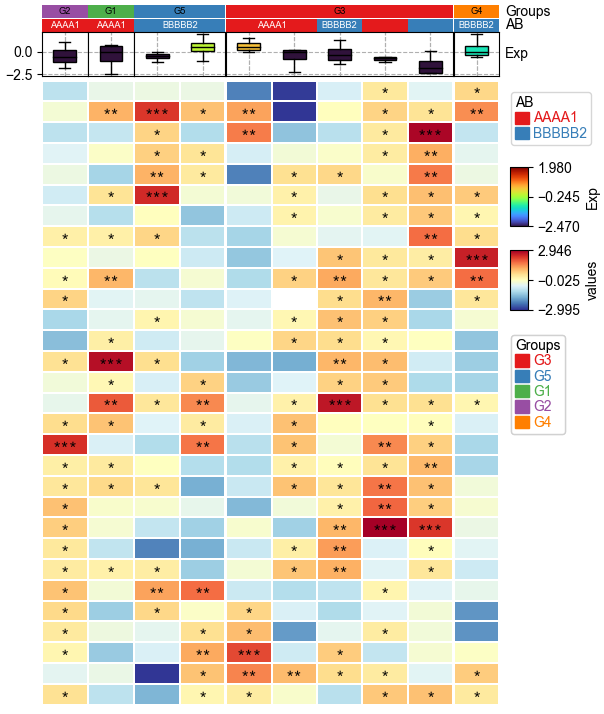 G2 G1 G5 G3 G4 Groups
AAAA1 AAAA1 BBBBB2 AAAA1 BBBBB2 BBBBB2 AB
0.0
−2.5
Exp
AB
AAAA1
BBBBB2
1.980
−0.245
−2.470
Exp
2.946
−0.025
−2.995
values
Groups
G3
G5
G1
G2
G4
* *
** *** * ** * * **
* ** * ***
* * * **
** * * * **
* *** * * * *
* * * *
* * * ** *
* * * ***
* ** * ** * * **
* * ** *
* * * *
* * * *
* *** * ** *
* * * *
** * ** * *** * * *
* * * * *
*** ** * ** *
* * * * * **
* * * * * ** *
* * ** *
* ** *** ***
* * ** *
* * * * ** *
* ** ** *
* * *
* * * *
* ** *** *
* ** ** * * *
* * * * * *